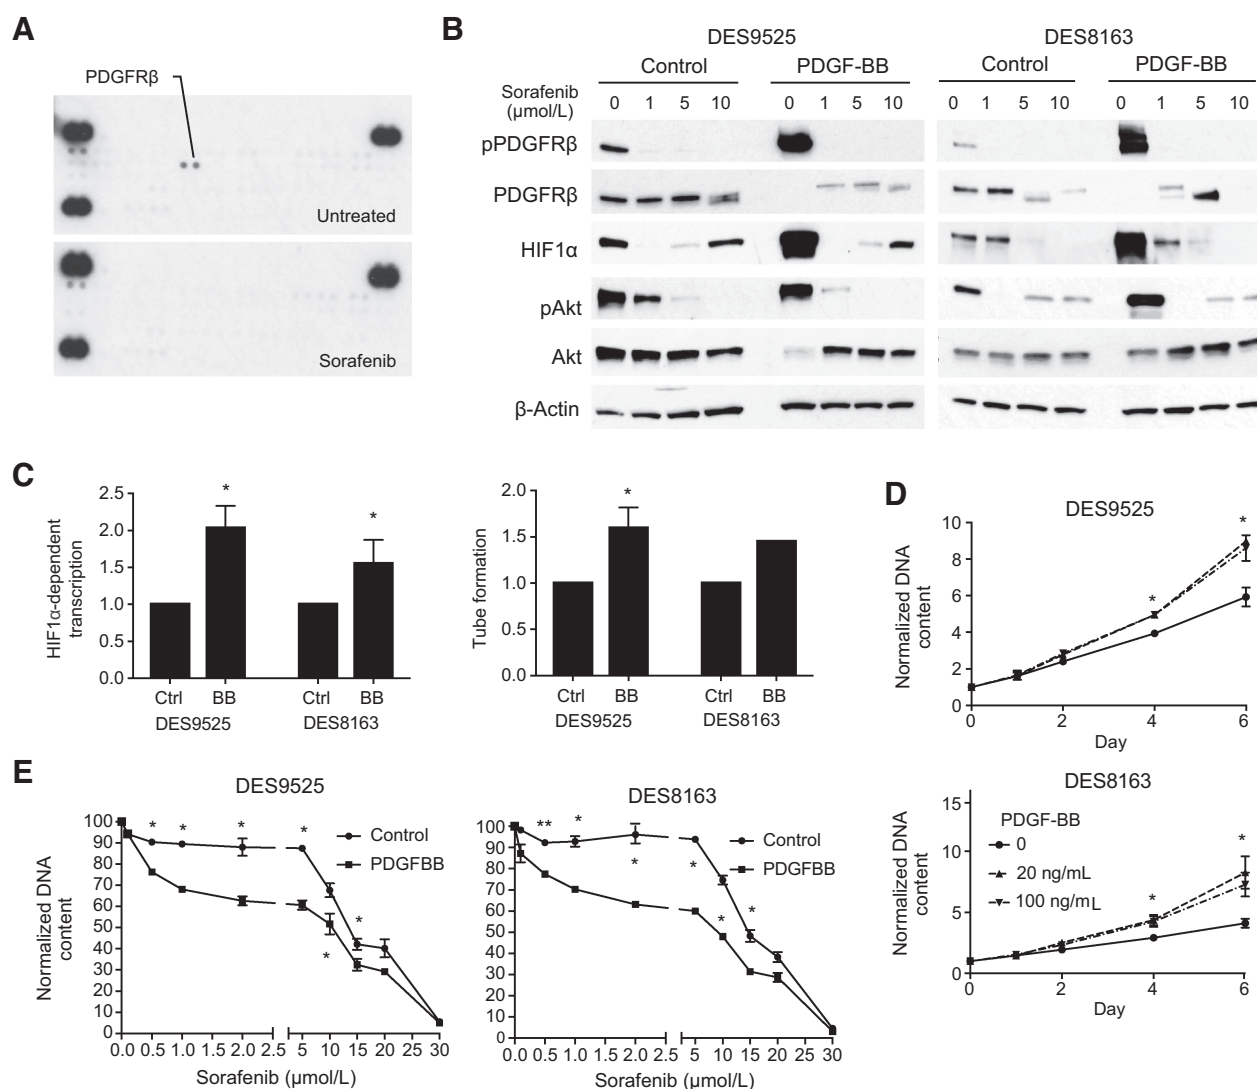 A
PDGFRβ
Untreated
Sorafenib
B
DES9525
DES8163
Control
PDGF-BB
Control
PDGF-BB
Sorafenib
(μmol/L)
0 1 5 10
0 1 5 10
0 1 5 10
0 1 5 10
pPDGFRβ
PDGFRβ
HIF1α
pAkt
Akt
β-Actin
C
HIF1α-dependent
transcription
2.5
2.0
1.5
1.0
0.5
0.0
*
*
Ctrl BB
Ctrl BB
DES9525
DES8163
Tube formation
2.0
1.5
1.0
0.5
0.0
*
Ctrl BB
Ctrl BB
DES9525
DES8163
D
DES9525
Normalized DNA
content
10
8
6
4
2
0
*
*
0 2 4 6
Day
DES8163
Normalized DNA
content
15
10
5
0
PDGF-BB
0
20 ng/mL
100 ng/mL
*
*
0 2 4 6
Day
E
DES9525
Normalized DNA
content
100
90
80
70
60
50
40
30
20
10
0
* * * *
*
*
Control
PDGFBB
0.0 0.5 1.0 1.5 2.0 2.5 5 10 15 20 25 30
Sorafenib (μmol/L)
DES8163
100
90
80
70
60
50
40
30
20
10
0
** *
* *
*
*
Control
PDGFBB
0.0 0.5 1.0 1.5 2.0 2.5 5 10 15 20 25 30
Sorafenib (μmol/L)